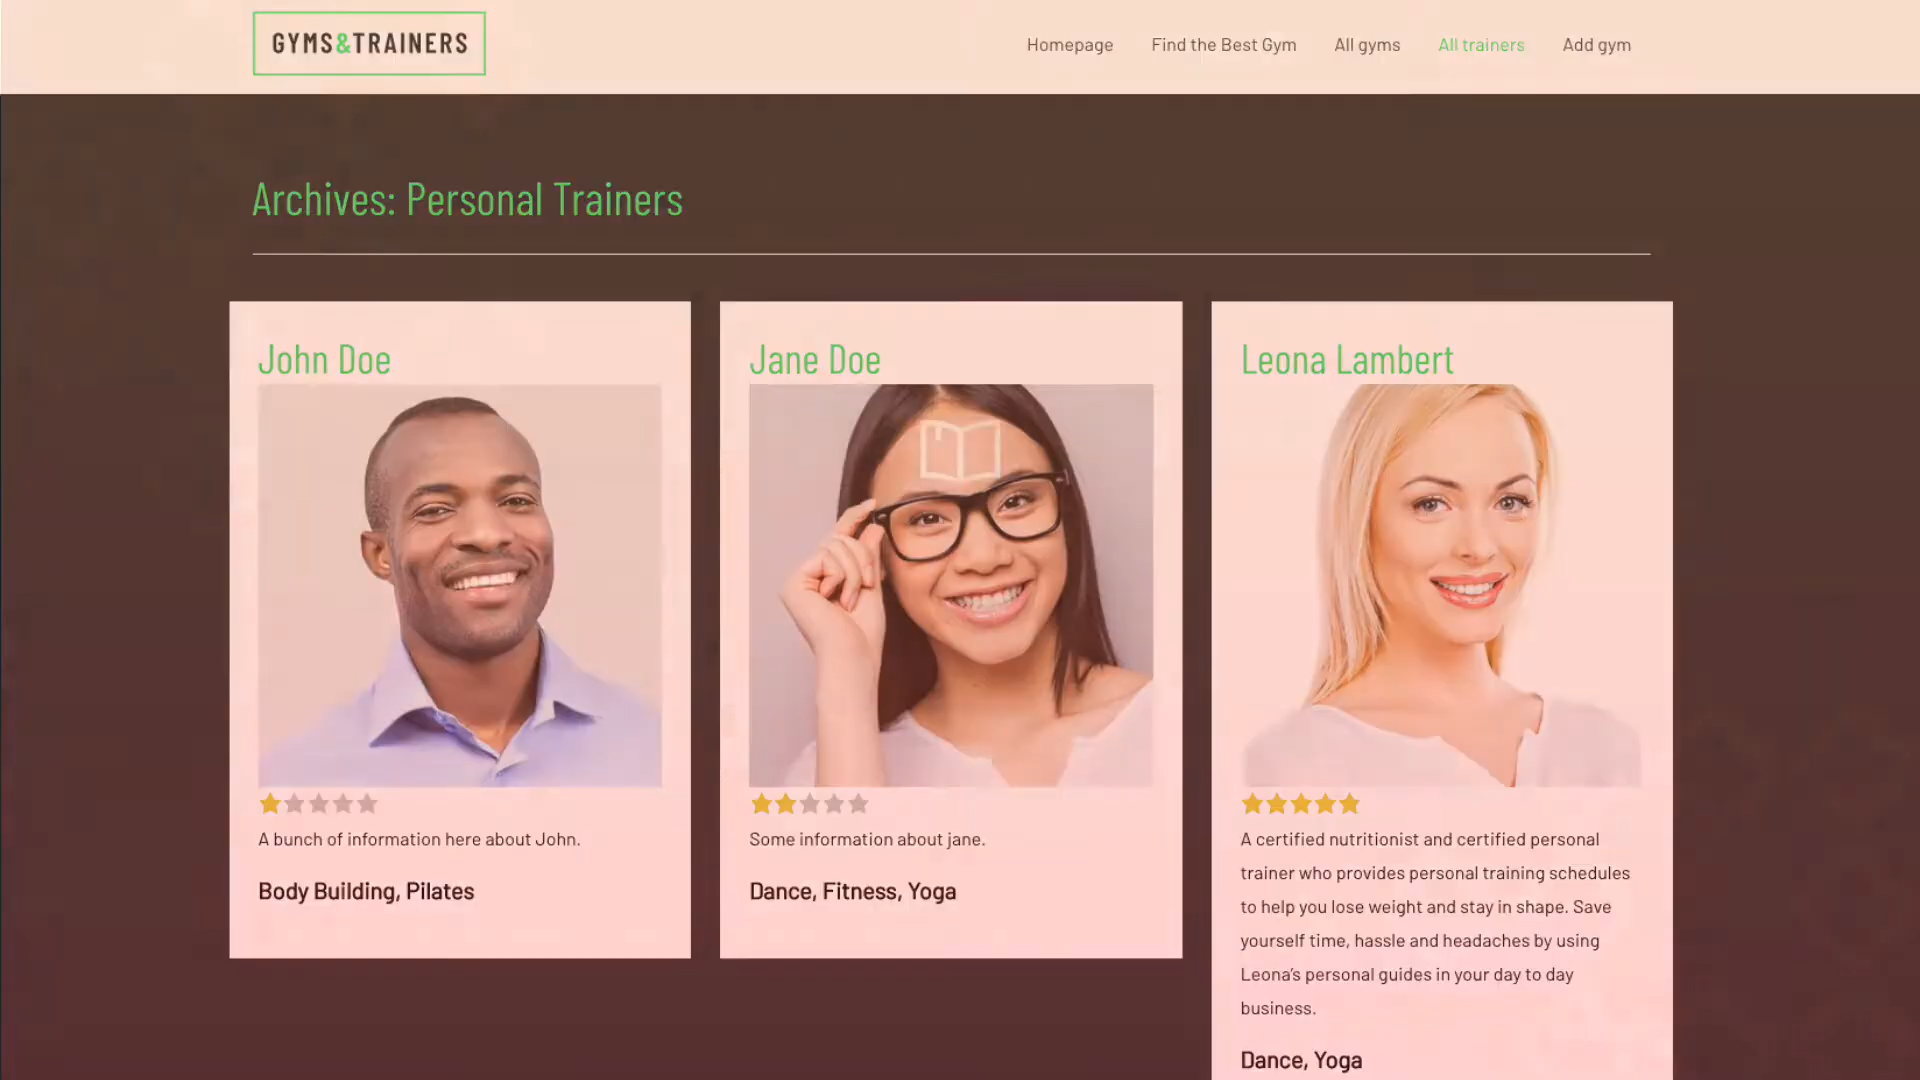 GYMS&TRAINERS
Homepage
Find the Best Gym
All gyms
All trainers
Add gym
Archives: Personal Trainers
John Doe
A bunch of information here about John.
Body Building, Pilates
Jane Doe
Some information about jane.
Dance, Fitness, Yoga
Leona Lambert
A certified nutritionist and certified personal
trainer who provides personal training schedules
to help you lose weight and stay in shape. Save
yourself time, hassle and headaches by using
Leona’s personal guides in your day to day
business.
Dance, Yoga